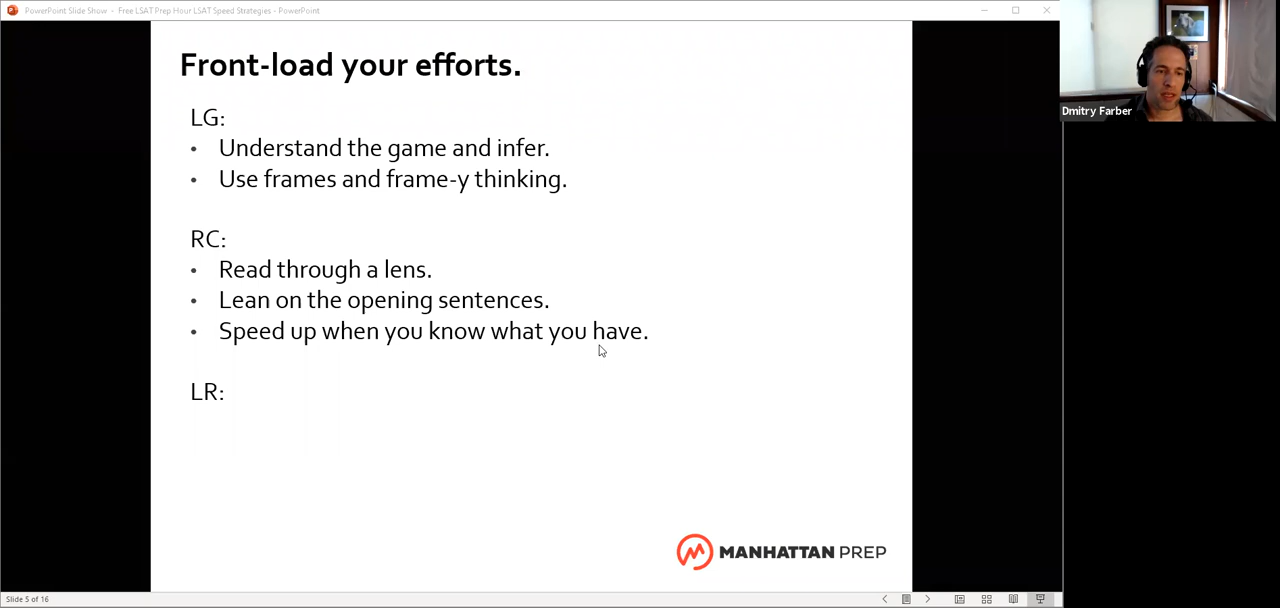 PowerPoint Slide Show - Free LSAT Prep Hour LSAT Speed Strategies - PowerPoint
Front-load your efforts.
LG:
• Understand the game and infer.
• Use frames and frame-y thinking.
RC:
• Read through a lens.
• Lean on the opening sentences.
• Speed up when you know what you have.
LR:
MANHATTAN PREP
Slide 5 of 16
Dmitry Farber